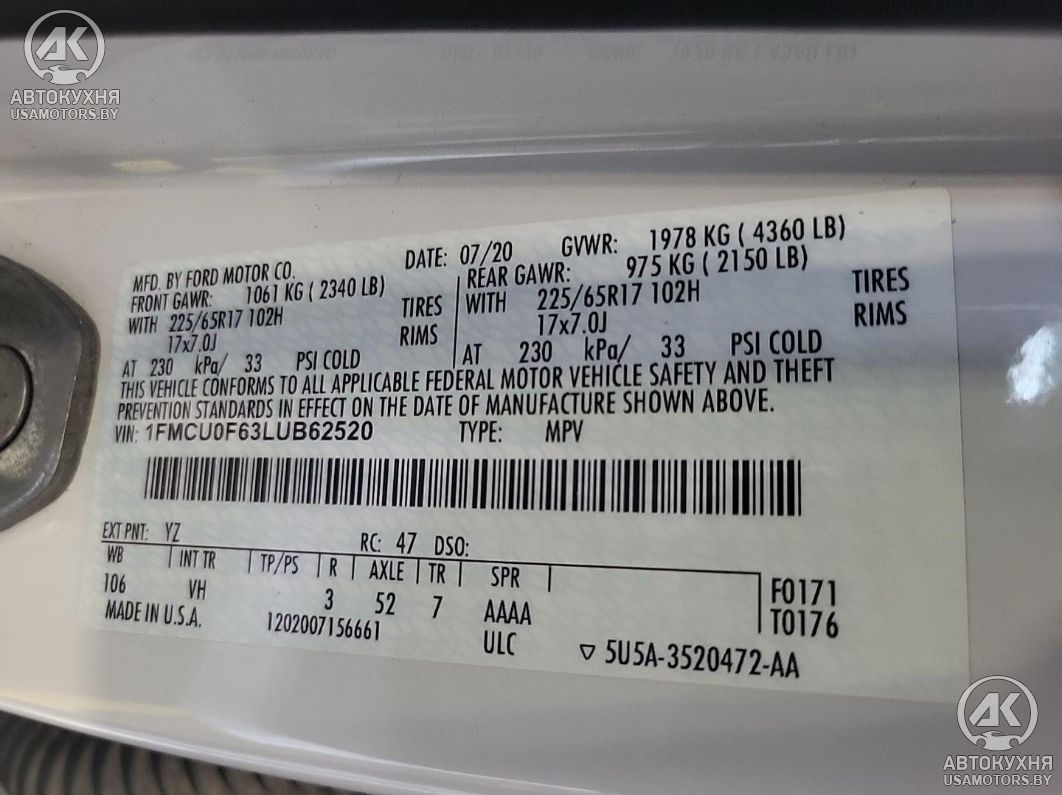 АК
АВТОКУХНЯ
USAMOTORS.BY
MFD. BY FORD MOTOR CO. DATE: 07/20 GVWR: 1978 KG ( 4360 LB)
FRONT GAWR: 1061 KG ( 2340 LB) REAR GAWR: 975 KG ( 2150 LB)
WITH 225/65R17 102H TIRES WITH 225/65R17 102H TIRES
17x7.0J RIMS 17x7.0J RIMS
AT 230 kPa/ 33 PSI COLD AT 230 kPa/ 33 PSI COLD
THIS VEHICLE CONFORMS TO ALL APPLICABLE FEDERAL MOTOR VEHICLE SAFETY AND THEFT
PREVENTION STANDARDS IN EFFECT ON THE DATE OF MANUFACTURE SHOWN ABOVE.
VIN: 1FMCU0F63LUB62520 TYPE: MPV
EXT PNT: YZ RC: 47 DSO:
WB INT TR TP/PS R AXLE TR SPR
106 VH 3 52 7 AAAA F0171
MADE IN U.S.A. 1202007156661 ULC T0176
5U5A-3520472-AA
АК
АВТОКУХНЯ
USAMOTORS.BY